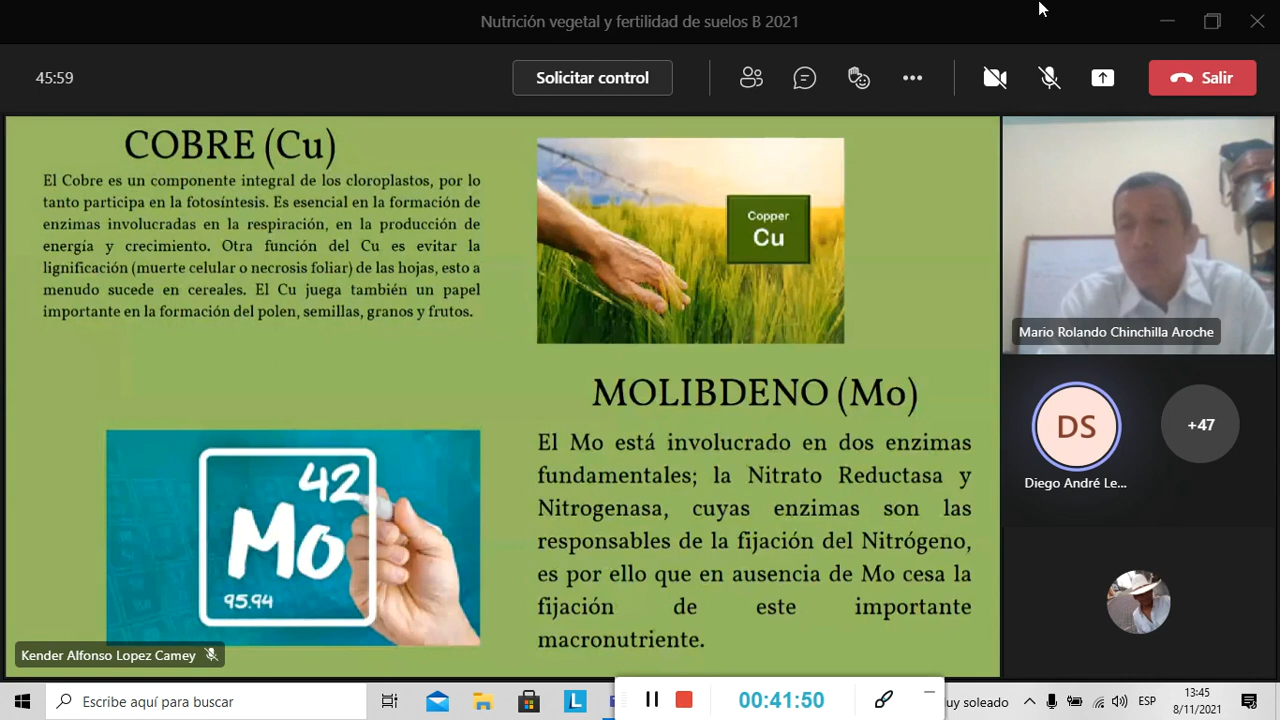 Nutrición vegetal y fertilidad de suelos B 2021
45:59
Solicitar control
Salir
COBRE (Cu)
El Cobre es un componente integral de los cloroplastos, por lo
tanto participa en la fotosíntesis. Es esencial en la formación de
enzimas involucradas en la respiración, en la producción de
energía y crecimiento. Otra función del Cu es evitar la
lignificación (muerte celular o necrosis foliar) de las hojas, esto a
menudo sucede en cereales. El Cu juega también un papel
importante en la formación del polen, semillas, granos y frutos.
Copper
Cu
MOLIBDENO (Mo)
El Mo está involucrado en dos enzimas
fundamentales; la Nitrato Reductasa y
Nitrogenasa, cuyas enzimas son las
responsables de la fijación del Nitrógeno,
es por ello que en ausencia de Mo cesa la
fijación de este importante
macronutriente.
42
Mo
95.94
Kender Alfonso Lopez Camey
Mario Rolando Chinchilla Aroche
DS
+47
Diego André Le...
Escribe aquí para buscar
L
00:41:50
uy soleado
ESP
13:45
8/11/2021